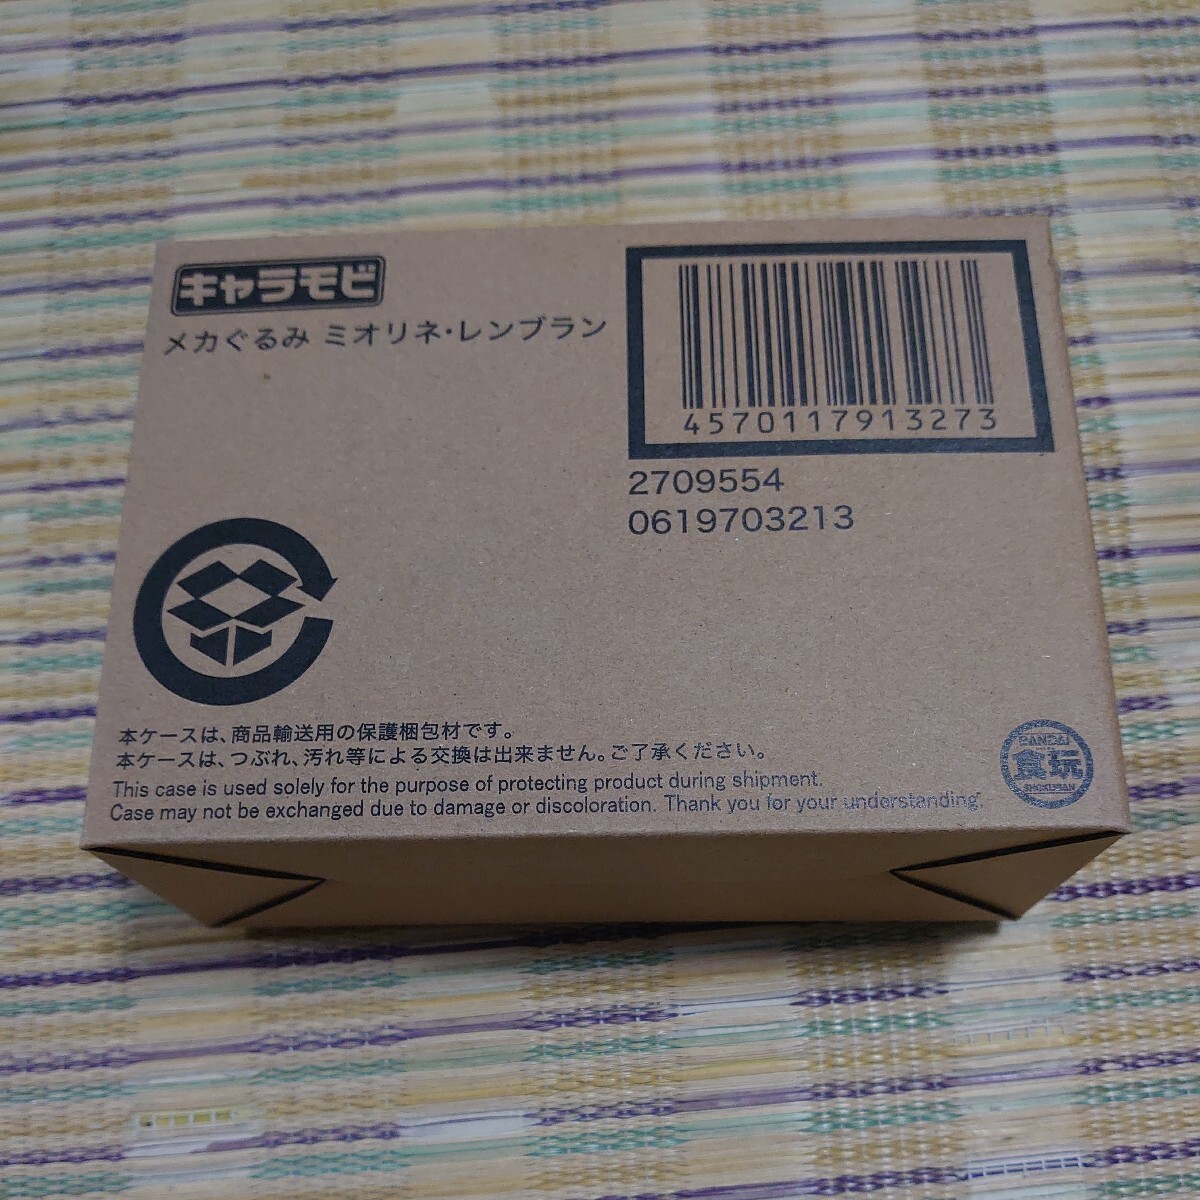 キャラモビ
メカぐるみ ミオリネ・レンブラン
4570117913273
2709554
0619703213
本ケースは、商品輸送用の保護梱包材です。
本ケースは、つぶれ、汚れ等による交換は出来ません。ご了承ください。
This case is used solely for the purpose of protecting product during shipment.
Case may not be exchanged due to damage or discoloration. Thank you for your understanding.
BANDAI
食玩
SHOKUGAN